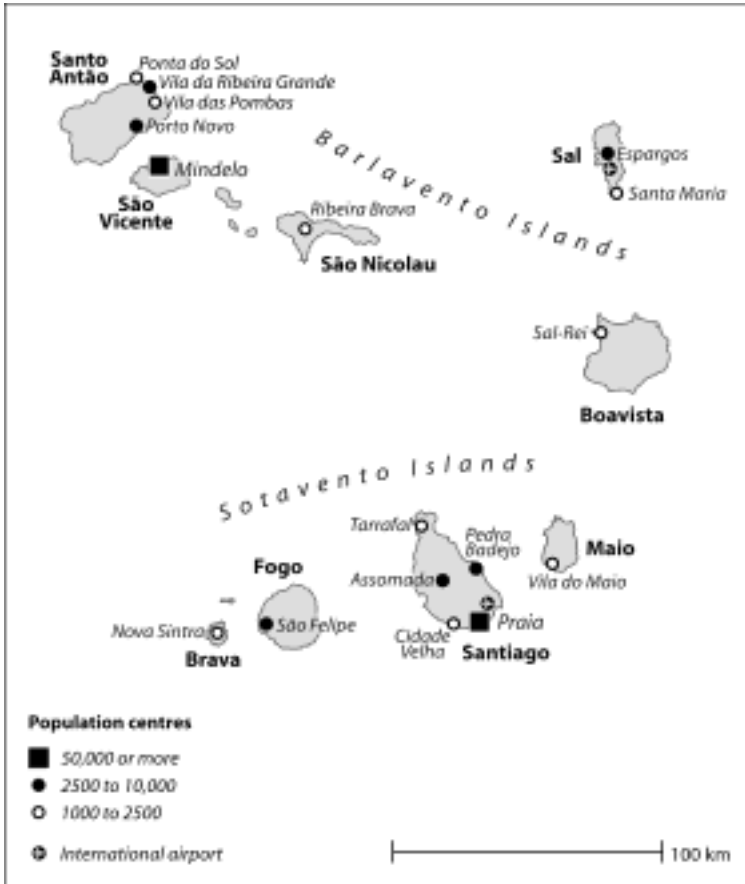 Santo
Antão
Ponta do Sol
Vila da Ribeira Grande
Vila das Pombas
Porto Novo
Mindelo
São
Vicente
Barlavento Islands
Ribeira Brava
São Nicolau
Sal
Espargos
Santa Maria
Sal-Rei
Boavista
Sotavento Islands
Tarrafal
Pedra
Badejo
Maio
Assomada
Vila do Maio
Fogo
Nova Sintra
São Felipe
Brava
Cidade
Velha
Praia
Santiago
Population centres
50,000 or more
2500 to 10,000
1000 to 2500
International airport
100 km